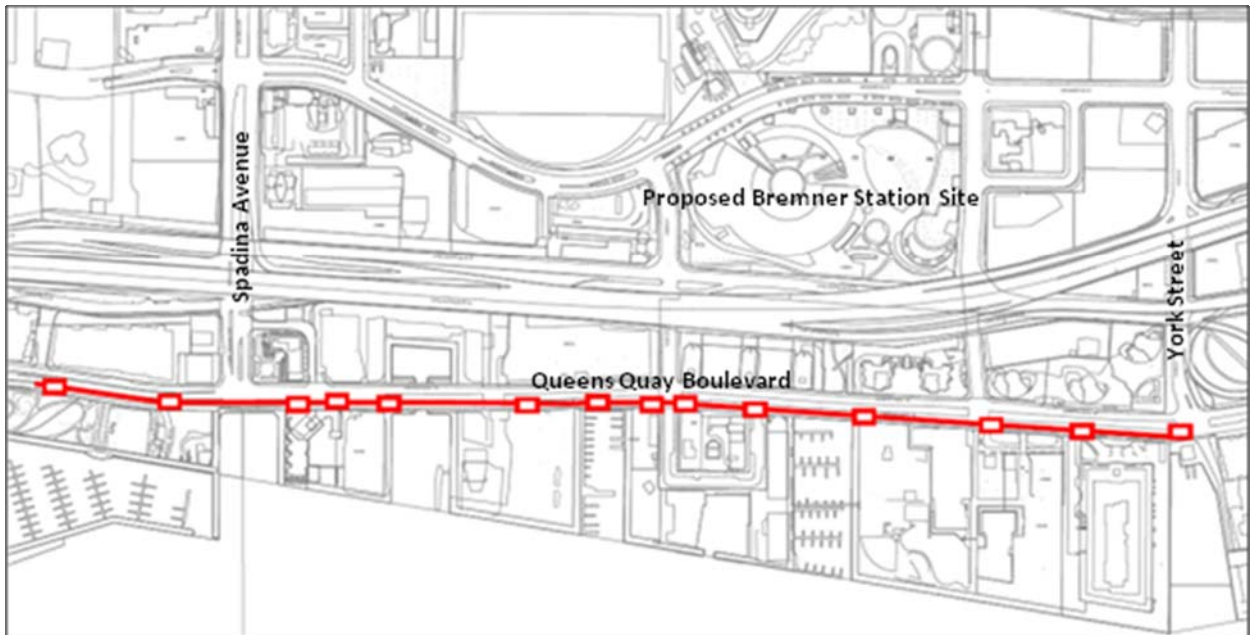 Spadina Avenue
Proposed Bremner Station Site
York Street
Queens Quay Boulevard